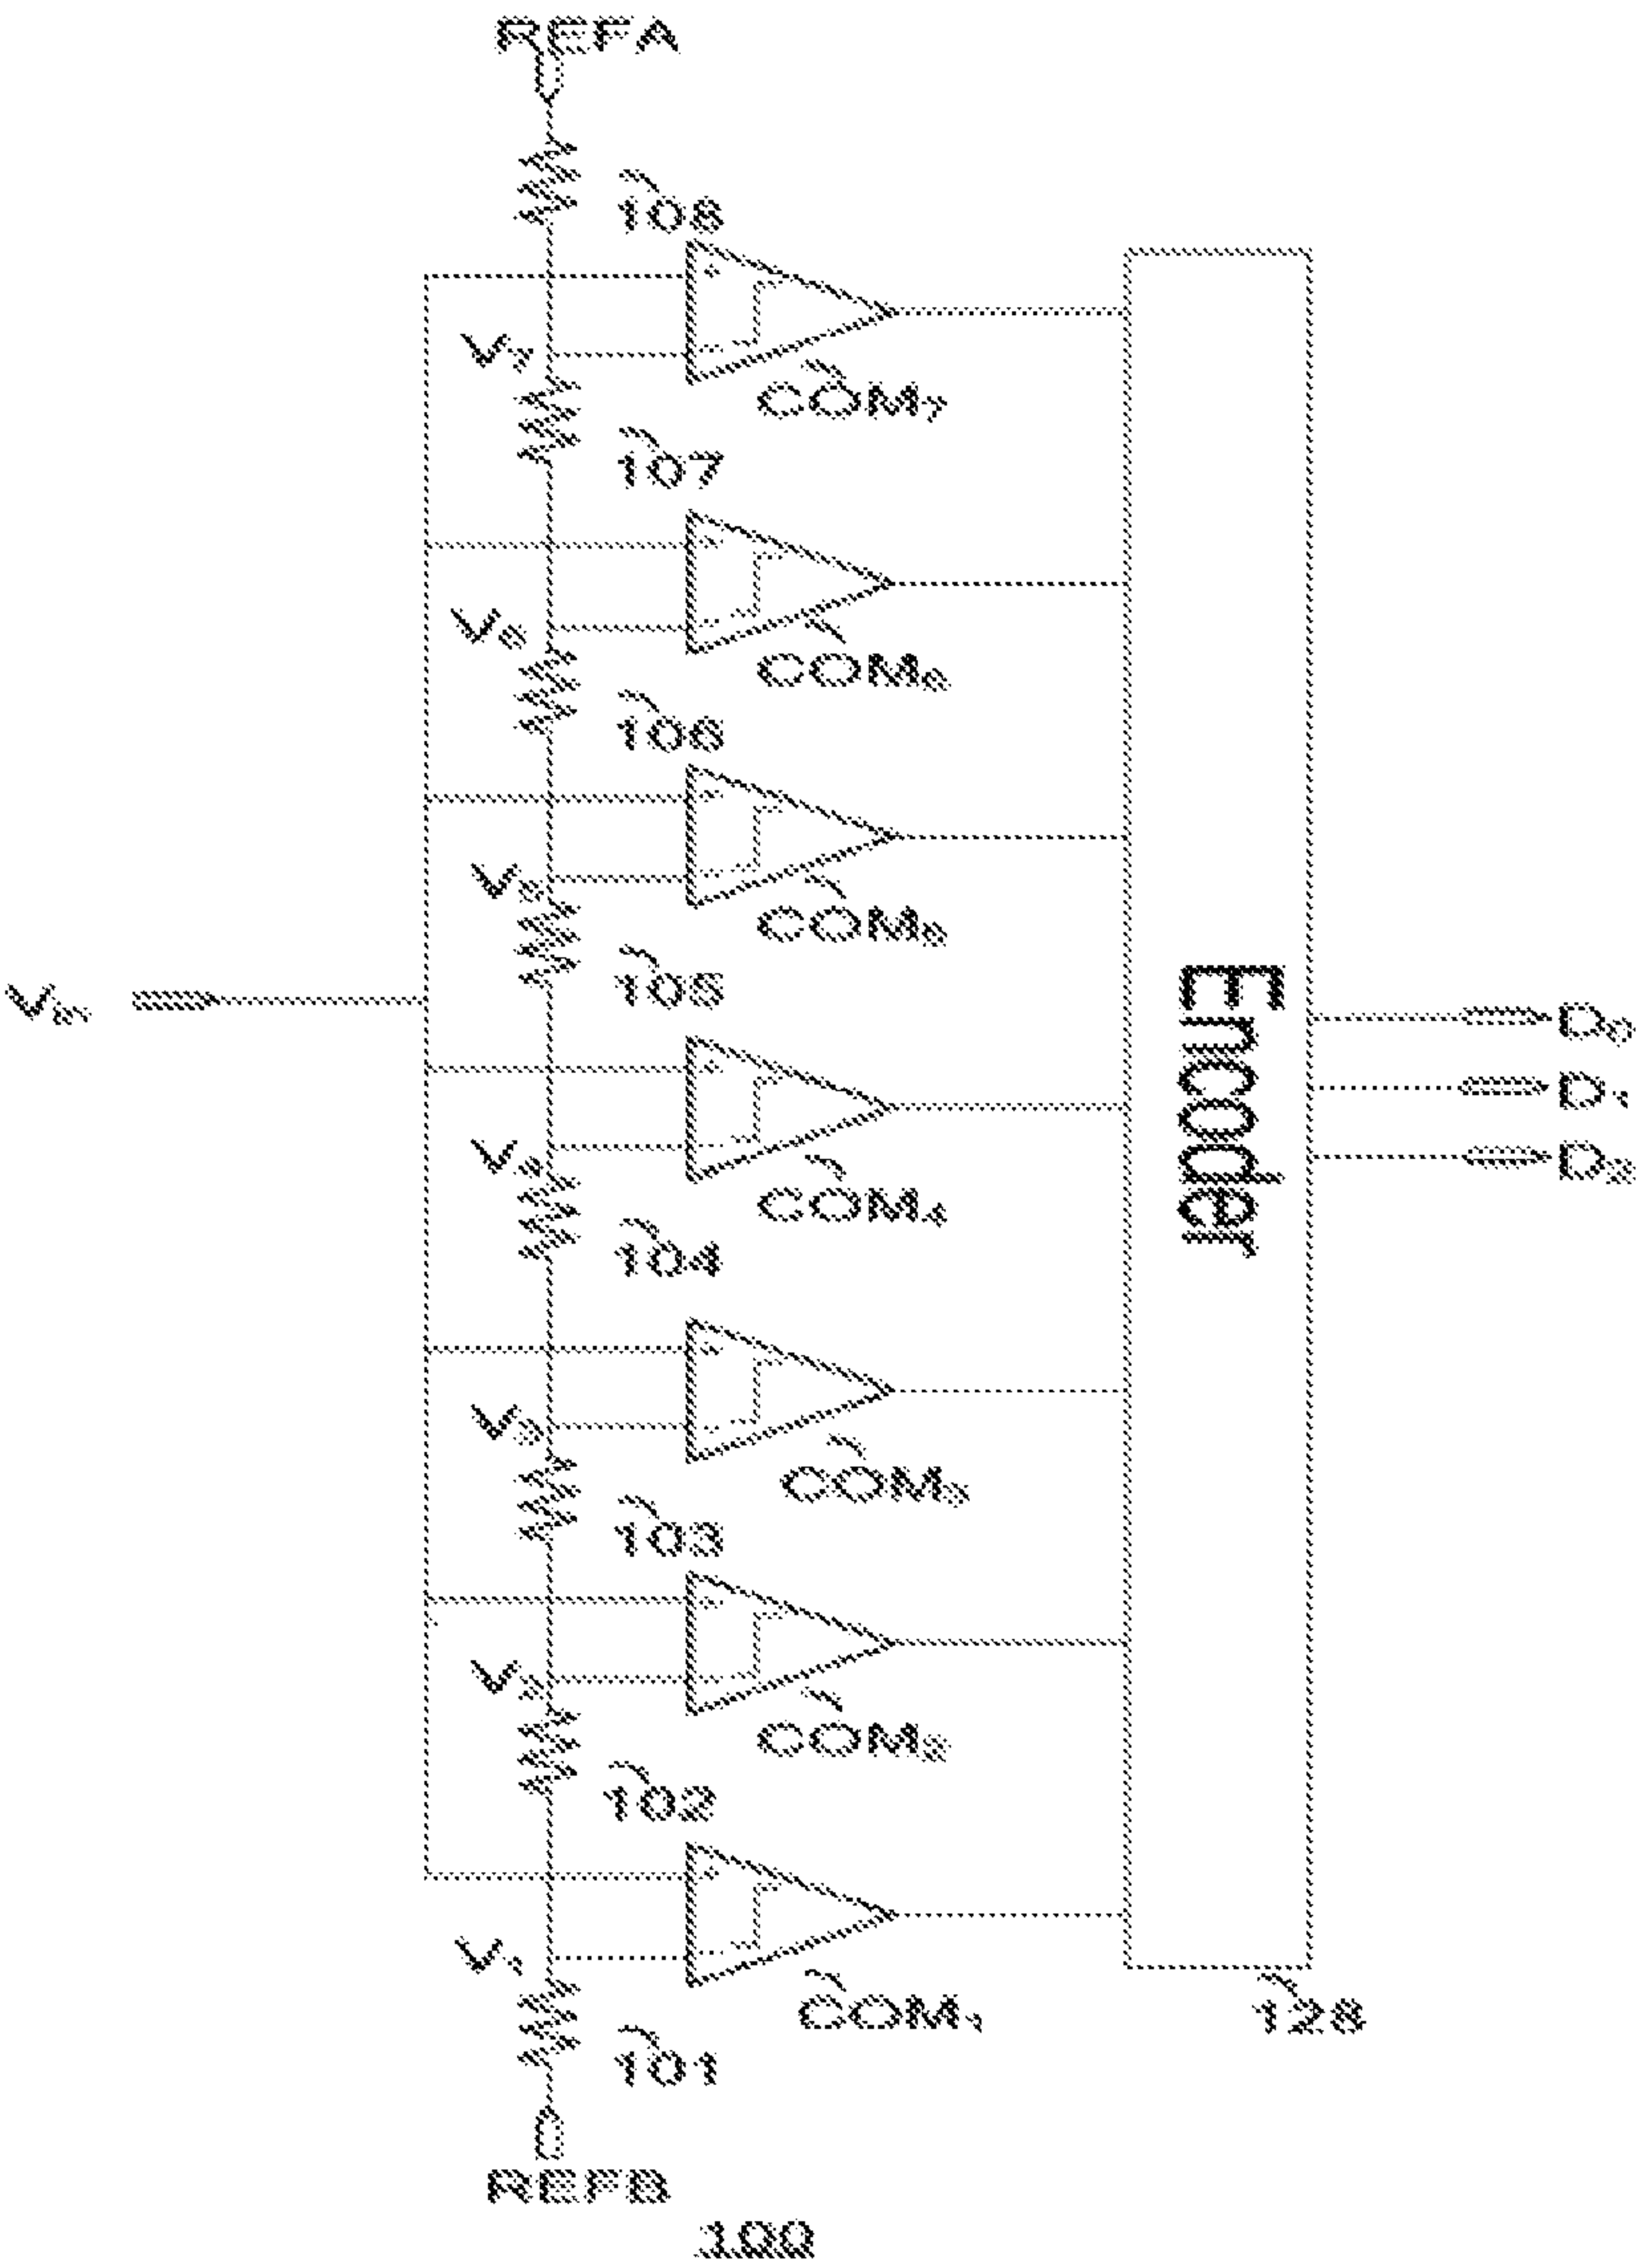 REFA
108
V7
COM7
107
V6
COM6
106
V5
COM5
105
Vin
Encoder
D0
D1
D2
V4
COM4
104
V3
COM3
103
V2
COM2
102
V1
COM1
128
101
REFB
100